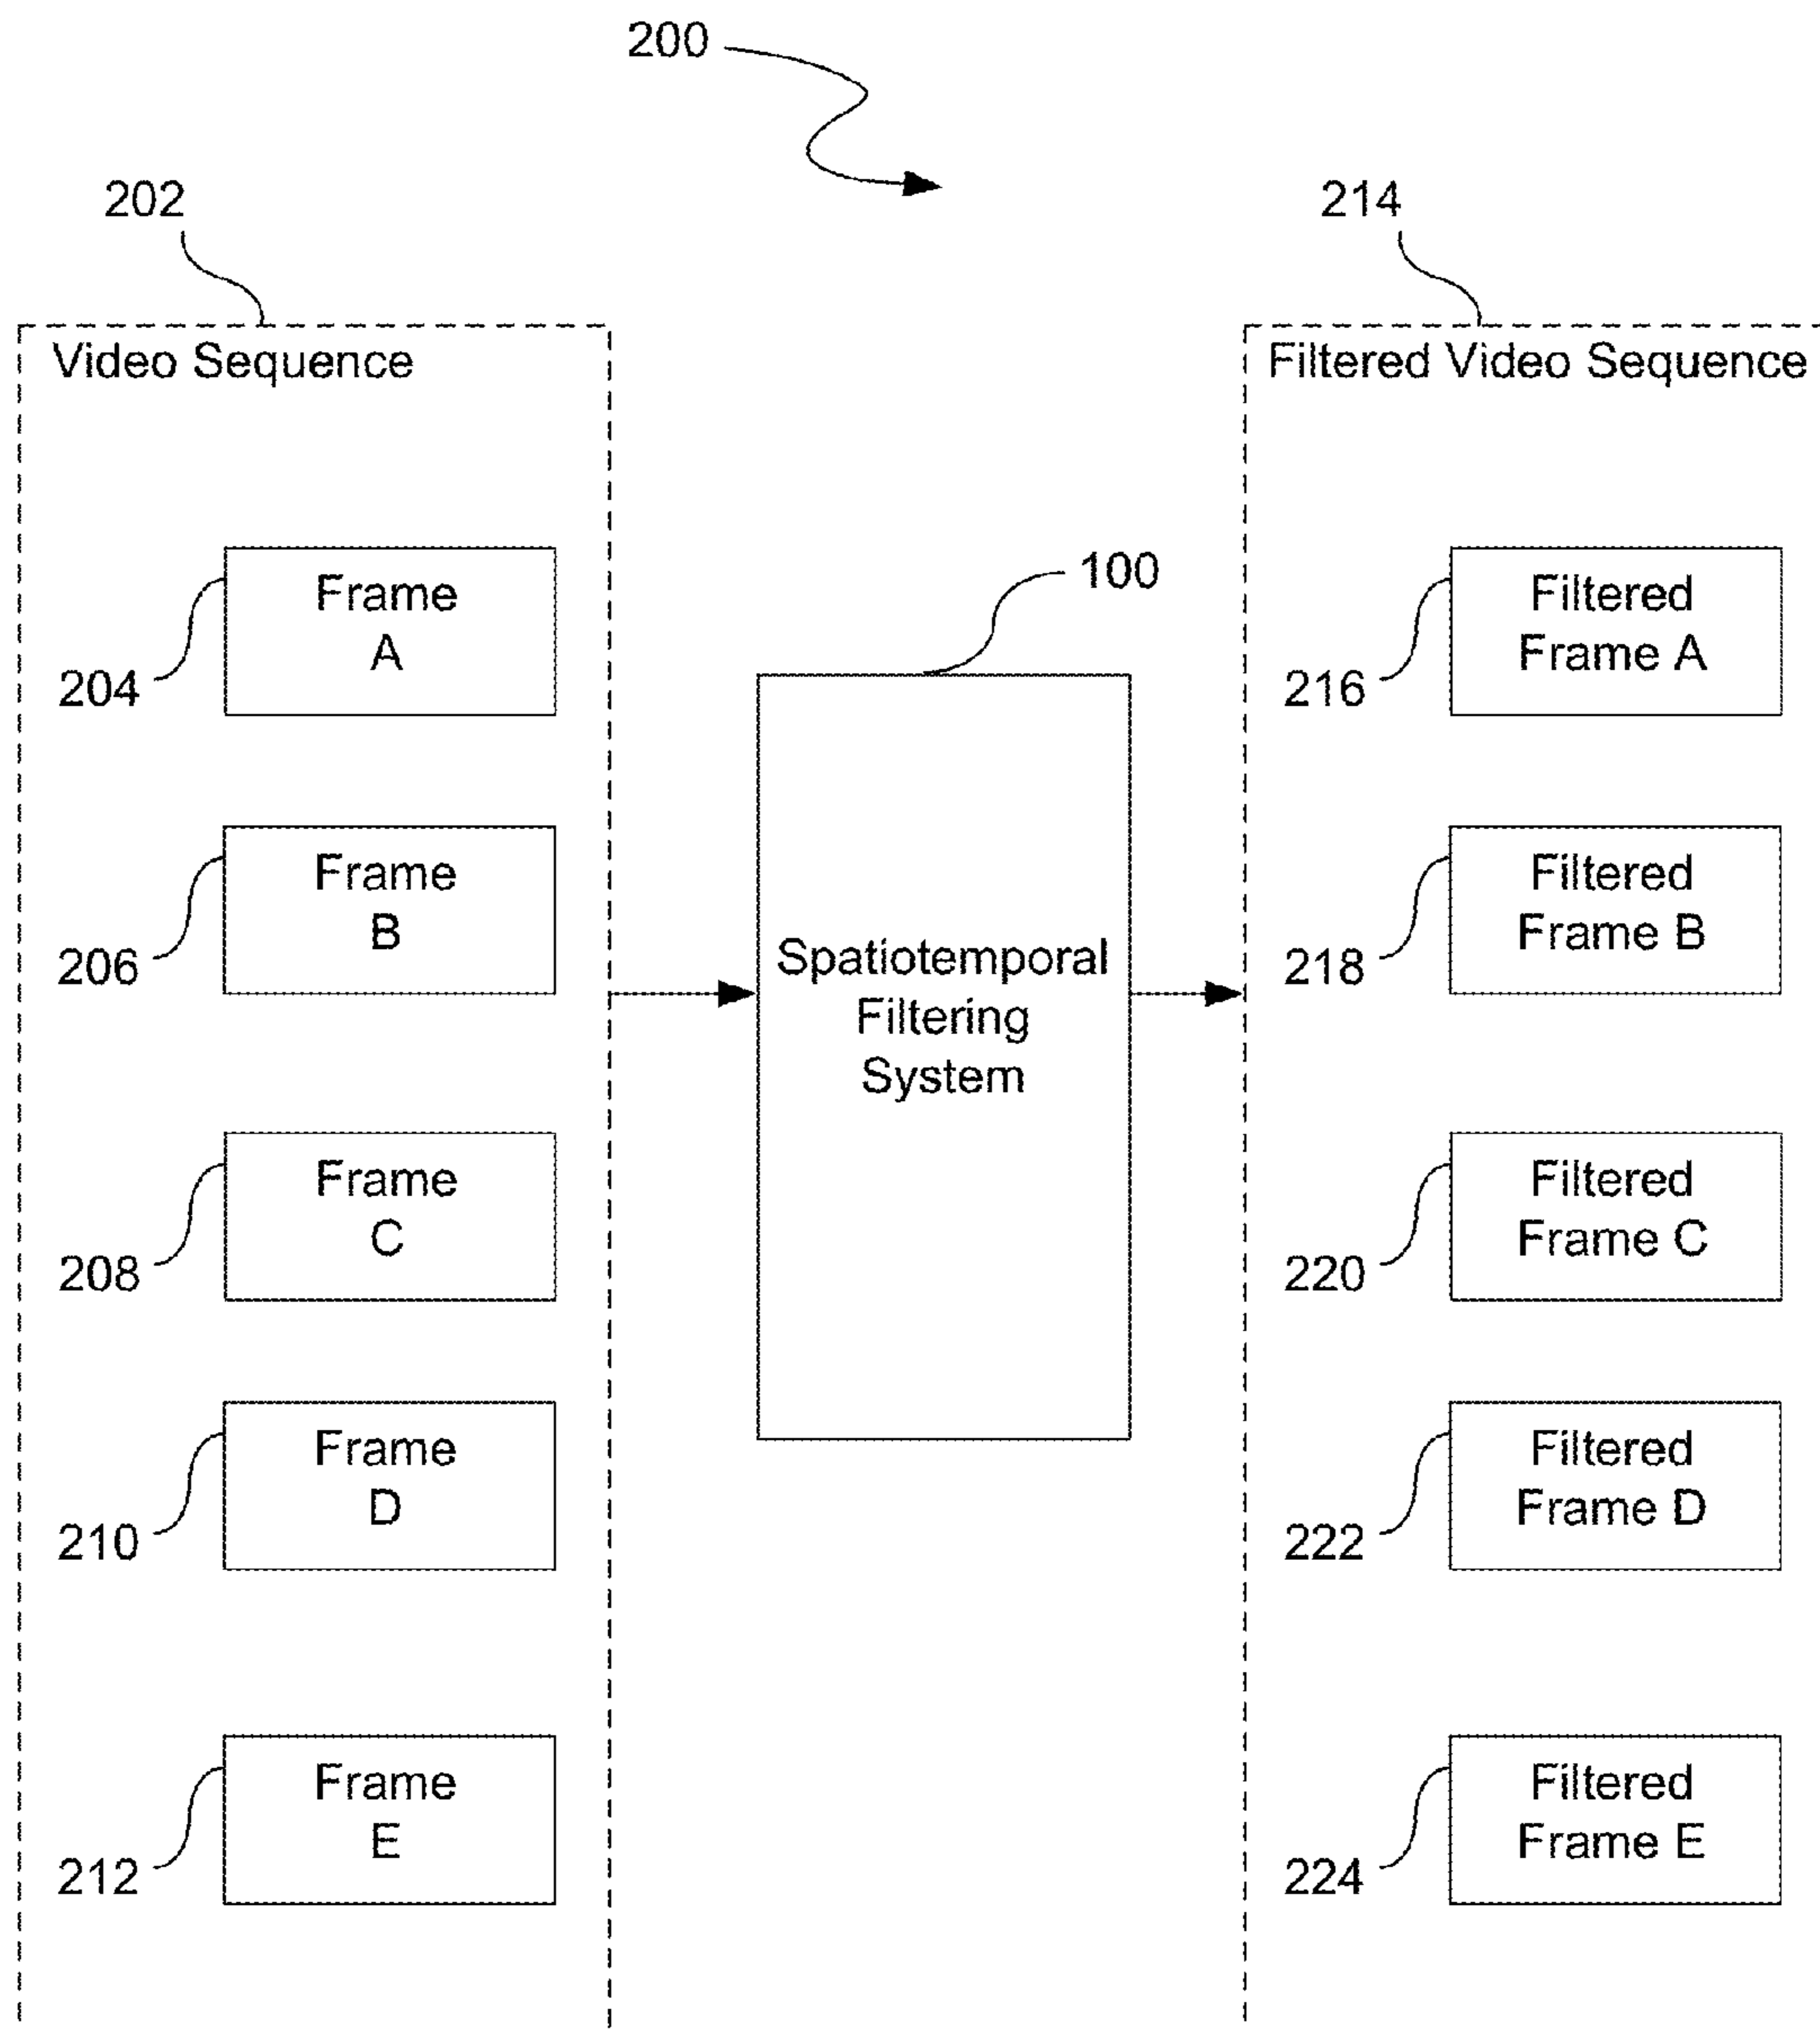 200
202
214
Video Sequence
Filtered Video Sequence
Frame
A
204
Frame
B
206
Frame
C
208
Frame
D
210
Frame
E
212
100
Spatiotemporal
Filtering
System
Filtered
Frame A
216
Filtered
Frame B
218
Filtered
Frame C
220
Filtered
Frame D
222
Filtered
Frame E
224